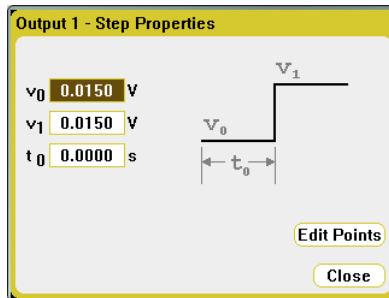 Output 1 - Step Properties
v0 0.0150 V
v1 0.0150 V
t0 0.0000 s
V1
V0
t0
Edit Points
Close